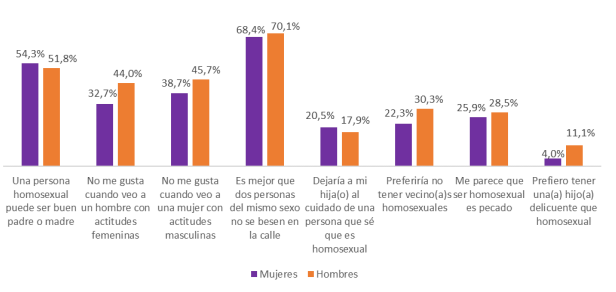 54,3%
51,8%
32,7%
44,0%
38,7%
45,7%
68,4%
70,1%
20,5%
17,9%
22,3%
30,3%
25,9%
28,5%
4,0%
11,1%
Una persona
homosexual
puede ser buen
padre o madre
No me gusta
cuando veo a
un hombre con
actitudes
femeninas
No me gusta
cuando veo a
una mujer con
actitudes
masculinas
Es mejor que
dos personas
del mismo sexo
no se besen en
la calle
Dejaría a mi
hija(o) al
cuidado de una
persona que sé
que es
homosexual
Preferiría no
tener vecino(a)s
homosexuales
Me parece que
ser homosexual
es pecado
Prefiero tener
una(a) hijo(a)
delicuente que
homosexual
Mujeres
Hombres